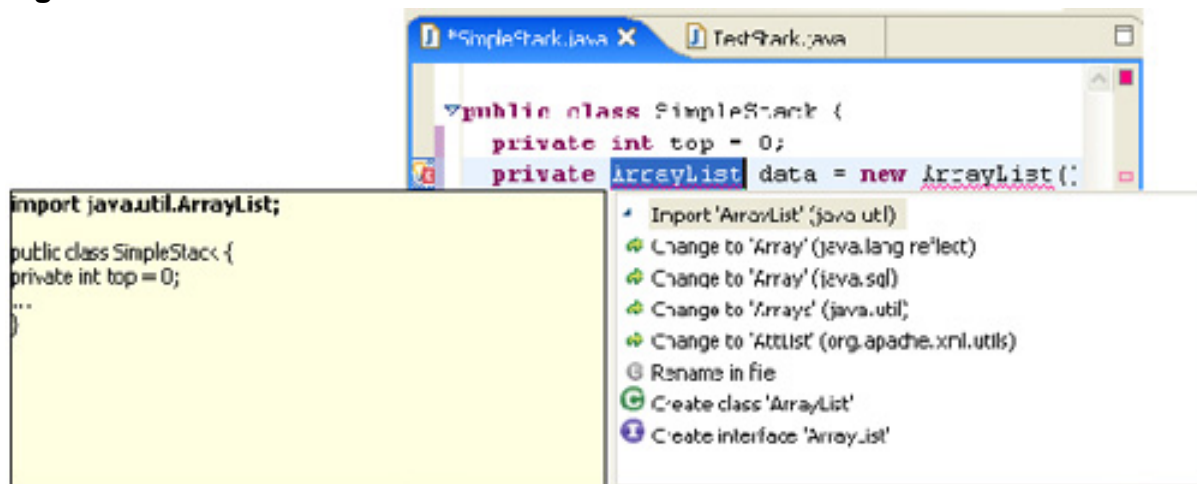 *SimpleStack.java
TestStack.java
public class SimpleStack {
private int top = 0;
private ArrayList data = new ArrayList()
import java.util.ArrayList;
public class SimpleStack {
private int top = 0;
...
}
Import 'ArrayList' (java.util)
Change to 'Array' (java.lang.reflect)
Change to 'Array' (java.sql)
Change to 'Arrays' (java.util)
Change to 'AttList' (org.apache.xml.utils)
Rename in file
Create class 'ArrayList'
Create interface 'ArrayList'